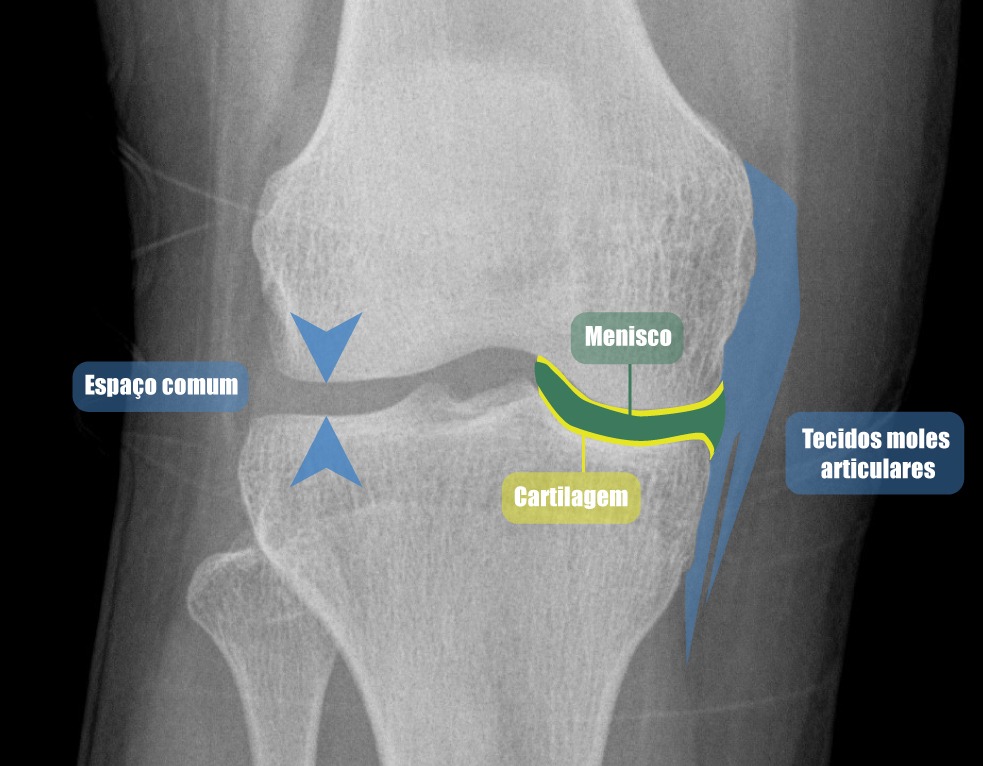 Menisco
Espaço comum
Tecidos moles
articulares
Cartilagem